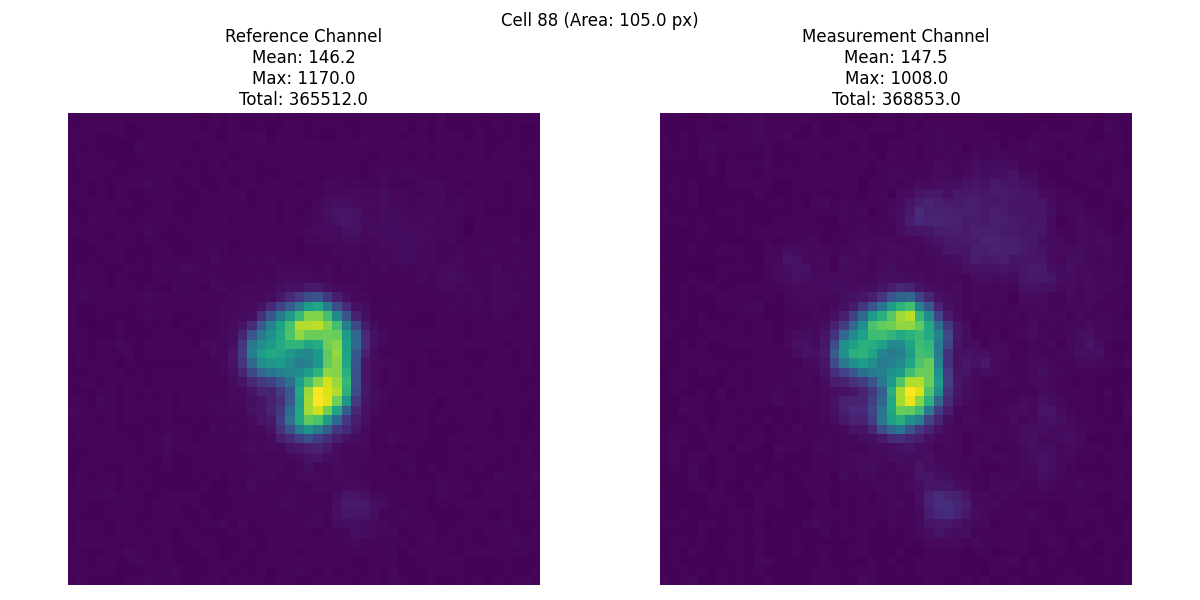 Cell 88 (Area: 105.0 px)
Reference Channel
Mean: 146.2
Max: 1170.0
Total: 365512.0
Measurement Channel
Mean: 147.5
Max: 1008.0
Total: 368853.0